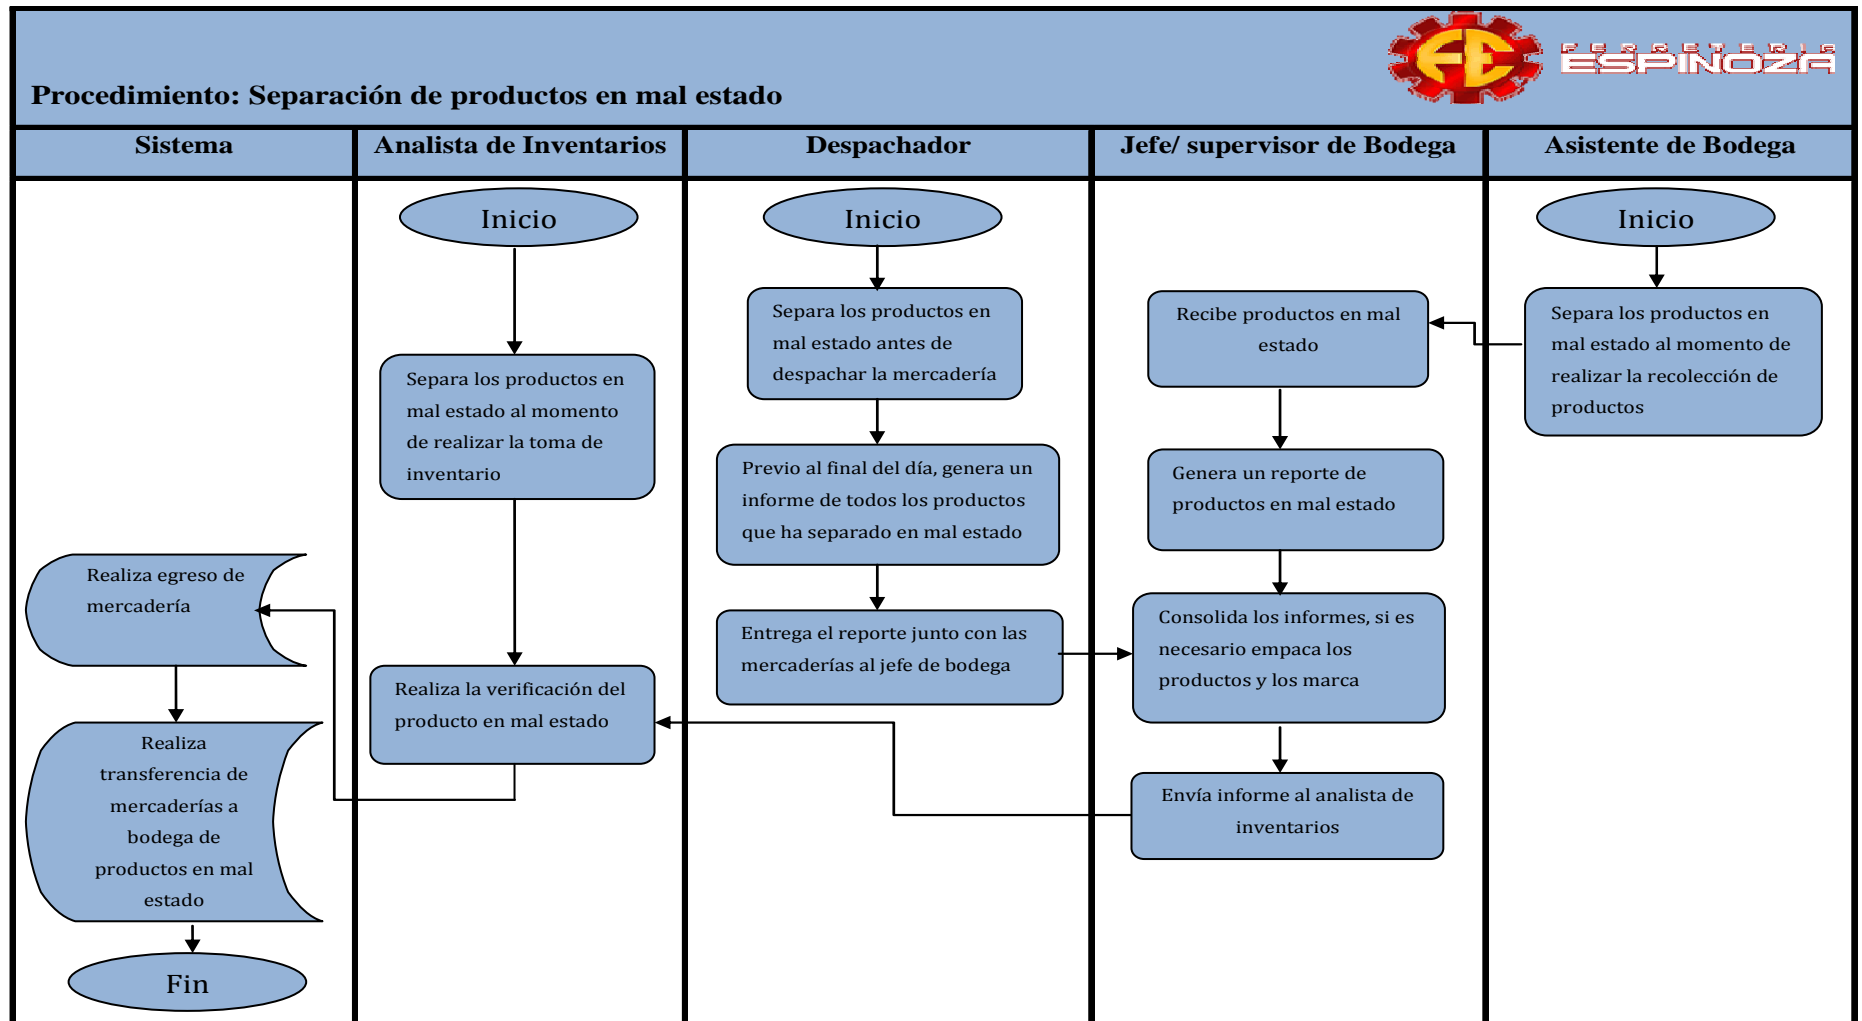 FERRETERIA
ESPINOZA
Procedimiento: Separación de productos en mal estado
Sistema
Analista de Inventarios
Despachador
Jefe/ supervisor de Bodega
Asistente de Bodega
Realiza egreso de
mercadería
Realiza
transferencia de
mercaderías a
bodega de
productos en mal
estado
Fin
Inicio
Separa los productos en
mal estado al momento
de realizar la toma de
inventario
Realiza la verificación del
producto en mal estado
Inicio
Separa los productos en
mal estado antes de
despachar la mercadería
Previo al final del día, genera un
informe de todos los productos
que ha separado en mal estado
Entrega el reporte junto con las
mercaderías al jefe de bodega
Recibe productos en mal
estado
Genera un reporte de
productos en mal estado
Consolida los informes, si es
necesario empaca los
productos y los marca
Envía informe al analista de
inventarios
Inicio
Separa los productos en
mal estado al momento de
realizar la recolección de
productos